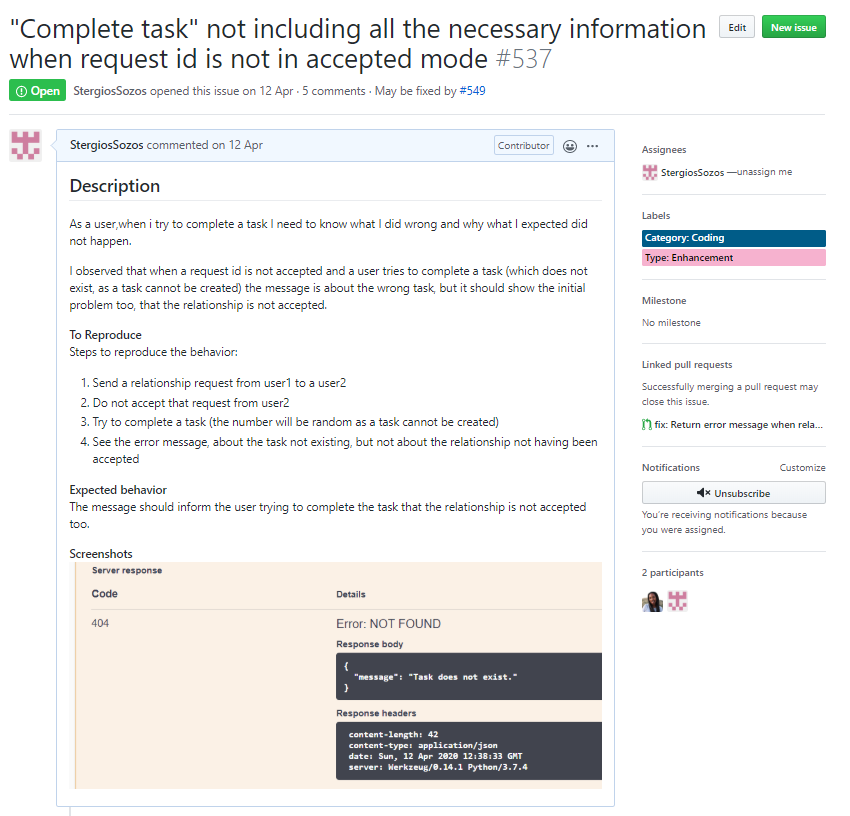 "Complete task" not including all the necessary information
when request id is not in accepted mode #537
Edit
New issue
Open
StergiosSozos opened this issue on 12 Apr · 5 comments · May be fixed by #549
StergiosSozos commented on 12 Apr
Contributor
Description
As a user,when i try to complete a task I need to know what I did wrong and why what I expected did
not happen.
I observed that when a request id is not accepted and a user tries to complete a task (which does not
exist, as a task cannot be created) the message is about the wrong task, but it should show the initial
problem too, that the relationship is not accepted.
To Reproduce
Steps to reproduce the behavior:
1. Send a relationship request from user1 to a user2
2. Do not accept that request from user2
3. Try to complete a task (the number will be random as a task cannot be created)
4. See the error message, about the task not existing, but not about the relationship not having been
accepted
Expected behavior
The message should inform the user trying to complete the task that the relationship is not accepted
too.
Screenshots
Server response
Code
Details
404
Error: NOT FOUND
Response body
{
"message": "Task does not exist."
}
Response headers
content-length: 42
content-type: application/json
date: Sun, 12 Apr 2020 12:38:33 GMT
server: Werkzeug/0.14.1 Python/3.7.4
Assignees
StergiosSozos —unassign me
Labels
Category: Coding
Type: Enhancement
Milestone
No milestone
Linked pull requests
Successfully merging a pull request may
close this issue.
fix: Return error message when rela...
Notifications
Customize
Unsubscribe
You're receiving notifications because
you were assigned.
2 participants